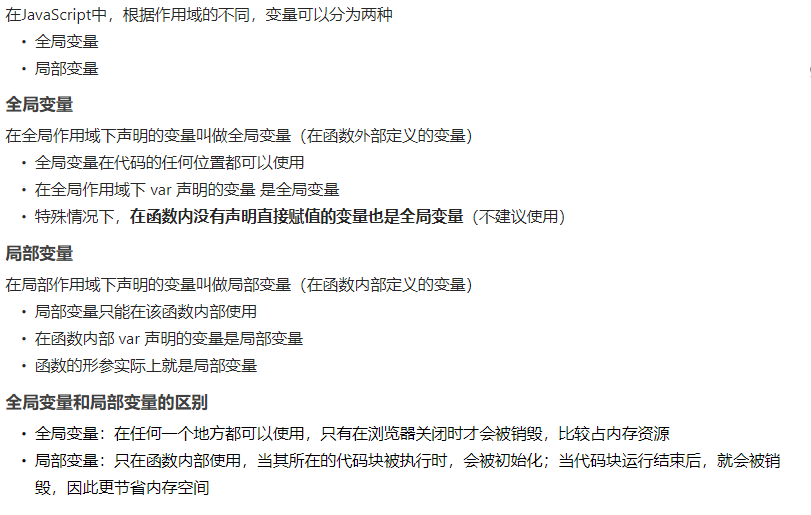 在JavaScript中，根据作用域的不同，变量可以分为两种
• 全局变量
• 局部变量
全局变量
在全局作用域下声明的变量叫做全局变量（在函数外部定义的变量）
• 全局变量在代码的任何位置都可以使用
• 在全局作用域下 var 声明的变量 是全局变量
• 特殊情况下，在函数内没有声明直接赋值的变量也是全局变量（不建议使用）
局部变量
在局部作用域下声明的变量叫做局部变量（在函数内部定义的变量）
• 局部变量只能在该函数内部使用
• 在函数内部 var 声明的变量是局部变量
• 函数的形参实际上就是局部变量
全局变量和局部变量的区别
• 全局变量：在任何一个地方都可以使用，只有在浏览器关闭时才会被销毁，比较占内存资源
• 局部变量：只在函数内部使用，当其所在的代码块被执行时，会被初始化；当代码块运行结束后，就会被销
毁，因此更节省内存空间